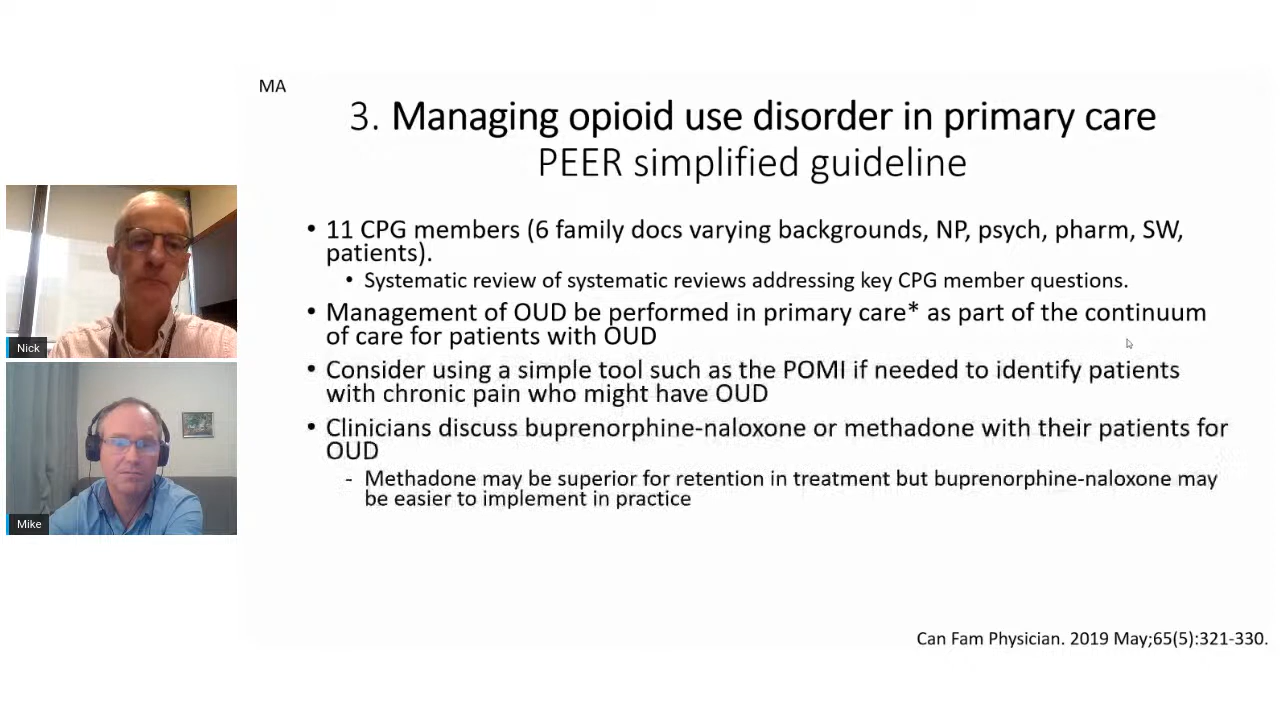 MA
3. Managing opioid use disorder in primary care
PEER simplified guideline
• 11 CPG members (6 family docs varying backgrounds, NP, psych, pharm, SW,
patients).
• Systematic review of systematic reviews addressing key CPG member questions.
• Management of OUD be performed in primary care* as part of the continuum
of care for patients with OUD
• Consider using a simple tool such as the POMI if needed to identify patients
with chronic pain who might have OUD
• Clinicians discuss buprenorphine-naloxone or methadone with their patients for
OUD
- Methadone may be superior for retention in treatment but buprenorphine-naloxone may
be easier to implement in practice
Can Fam Physician. 2019 May;65(5):321-330.
Nick
Mike